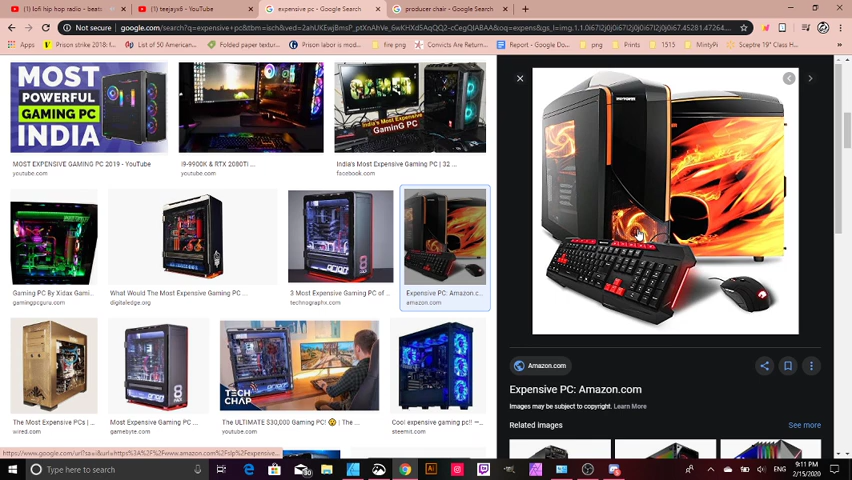 (1) lofi hip hop radio - beats
teejayx6 - YouTube
expensive pc - Google Search
producer chair - Google Search
Not secure
Apps
Prison strike 2018: f
List of 50 American...
Folded paper textur...
Prison labor is mod...
fire png
Convicts Are Return...
Report - Google Do...
png
Prints
1515
MintyPi
Sceptre 19" Class H...
MOST
POWERFUL
GAMING PC
INDIA
MOST EXPENSIVE GAMING PC 2019 - YouTube
youtube.com
i9-9900K & RTX 2080Ti ...
youtube.com
India's Most Expensive
GaminG PC
India's Most Expensive Gaming PC | 32 ...
facebook.com
Gaming PC By Xidax Gami...
gamingpcguru.com
What Would The Most Expensive Gaming PC ...
digitaledge.org
3 Most Expensive Gaming PC of ...
technographx.com
Expensive PC: Amazon.c...
amazon.com
The Most Expensive PCs | ...
wired.com
8
PACK
Most Expensive Gaming PC ...
gamebyte.com
TECH
CHAP
The ULTIMATE $30,000 Gaming PC! 😮 | The ...
youtube.com
Cool expensive gaming pc!! — ...
steemit.com
Amazon.com
Expensive PC: Amazon.com
Images may be subject to copyright. Learn More
Related images
See more
Type here to search
30
Ai
ENG
9:11 PM
2/15/2020